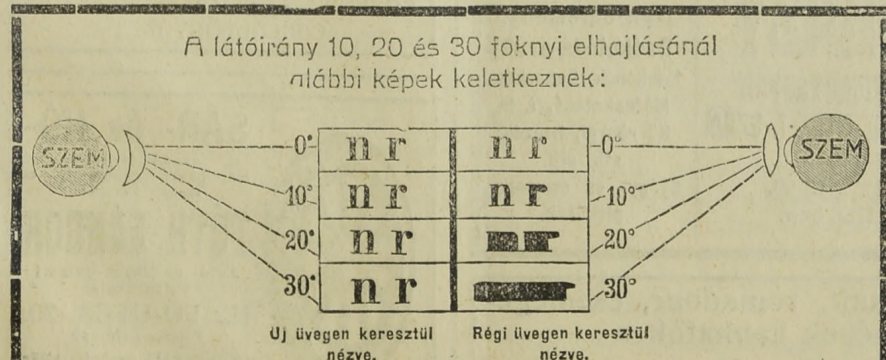 A látóirány 10, 20 és 30 foknyi elhajlásánál
alábbi képek keletkeznek:
SZEM 0° n r n r 0° SZEM
10° n r n r 10°
20° n r n r 20°
30° n r 30°
Uj üvegen keresztül Régi üvegen keresztül
nézve. nézve.